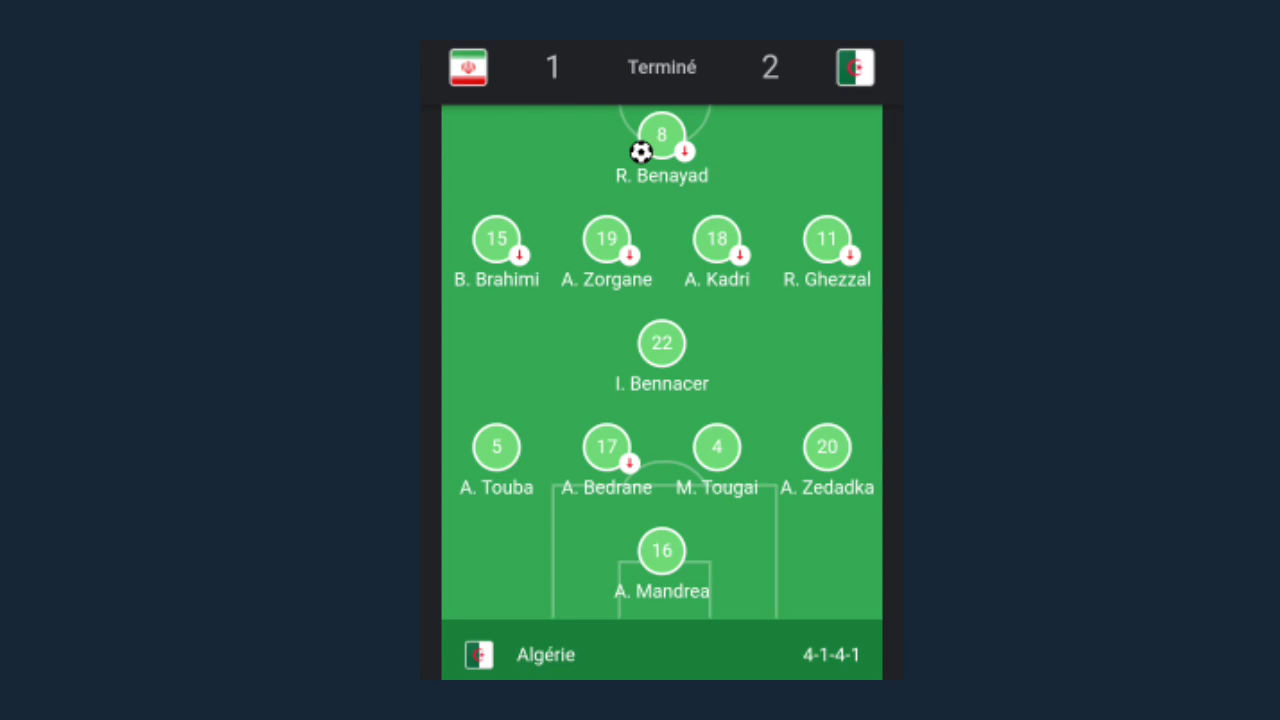 1 Terminé 2
8
R. Benayad
15 19 18 11
B. Brahimi A. Zorgane A. Kadri R. Ghezzal
22
I. Bennacer
5 17 4 20
A. Touba A. Bedrane M. Tougai A. Zedadka
16
A. Mandrea
Algérie 4-1-4-1